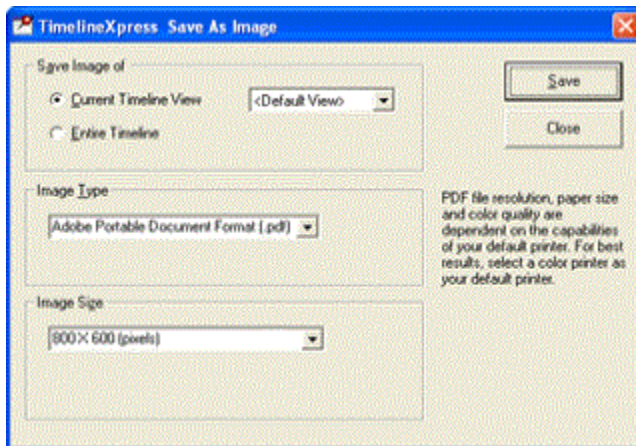 TimelineXpress Save As Image
Save Image of
Current Timeline View
<Default View>
Entire Timeline
Save
Close
Image Type
Adobe Portable Document Format (.pdf)
PDF file resolution, paper size
and color quality are
dependent on the capabilities
of your default printer. For best
results, select a color printer as
your default printer.
Image Size
800 X 600 (pixels)